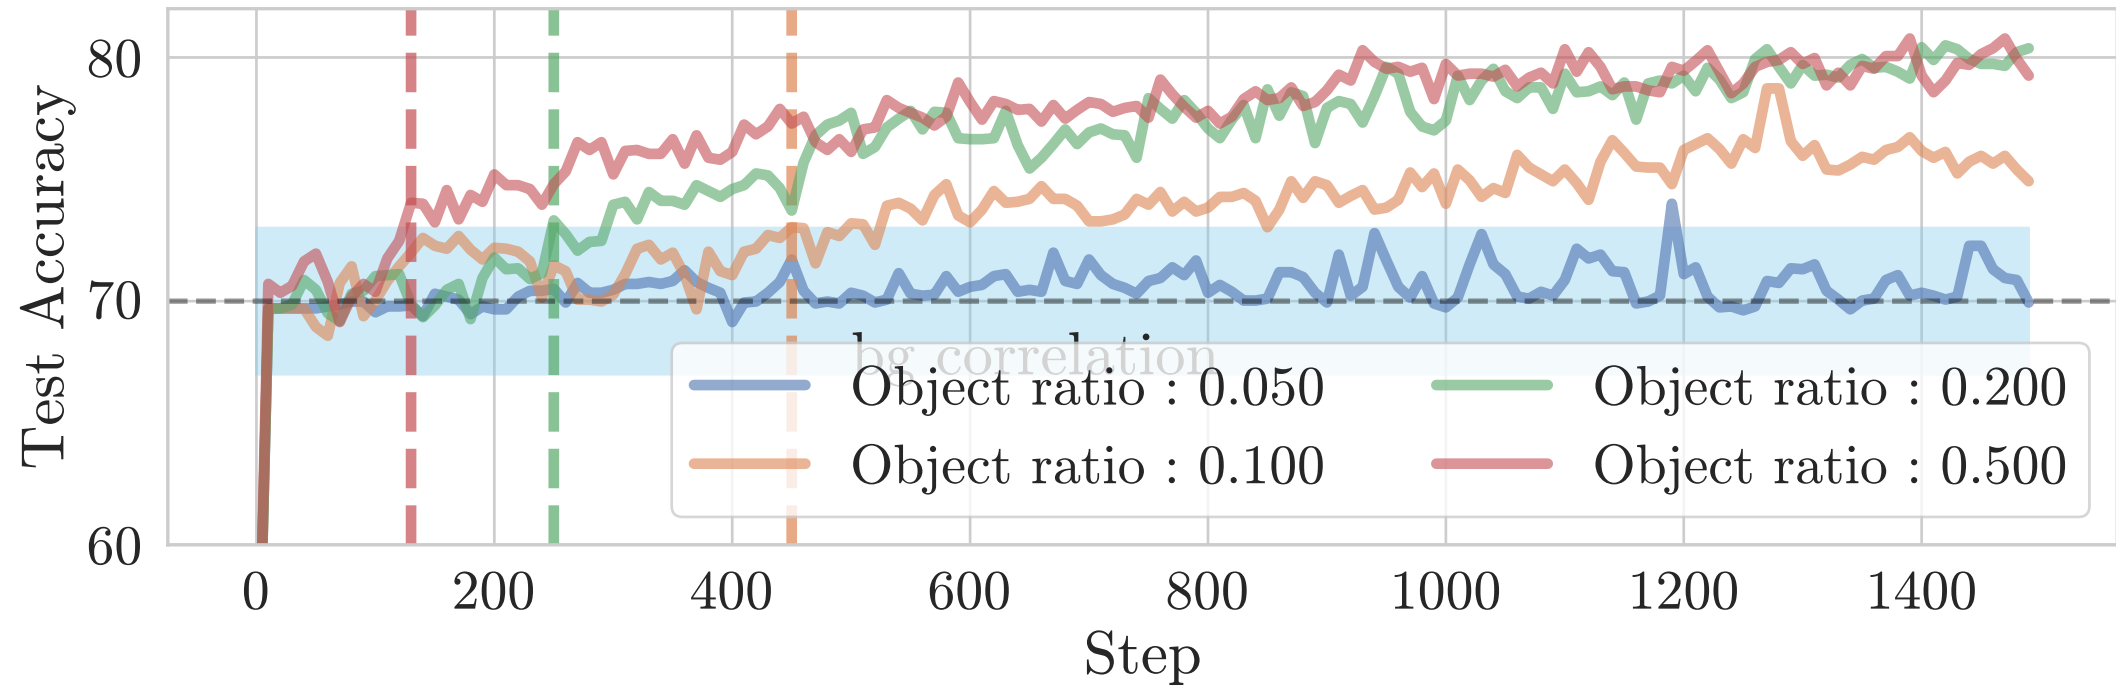 Test Accuracy
80
70
60
bg correlation
Object ratio : 0.050
Object ratio : 0.100
Object ratio : 0.200
Object ratio : 0.500
0 200 400 600 800 1000 1200 1400
Step